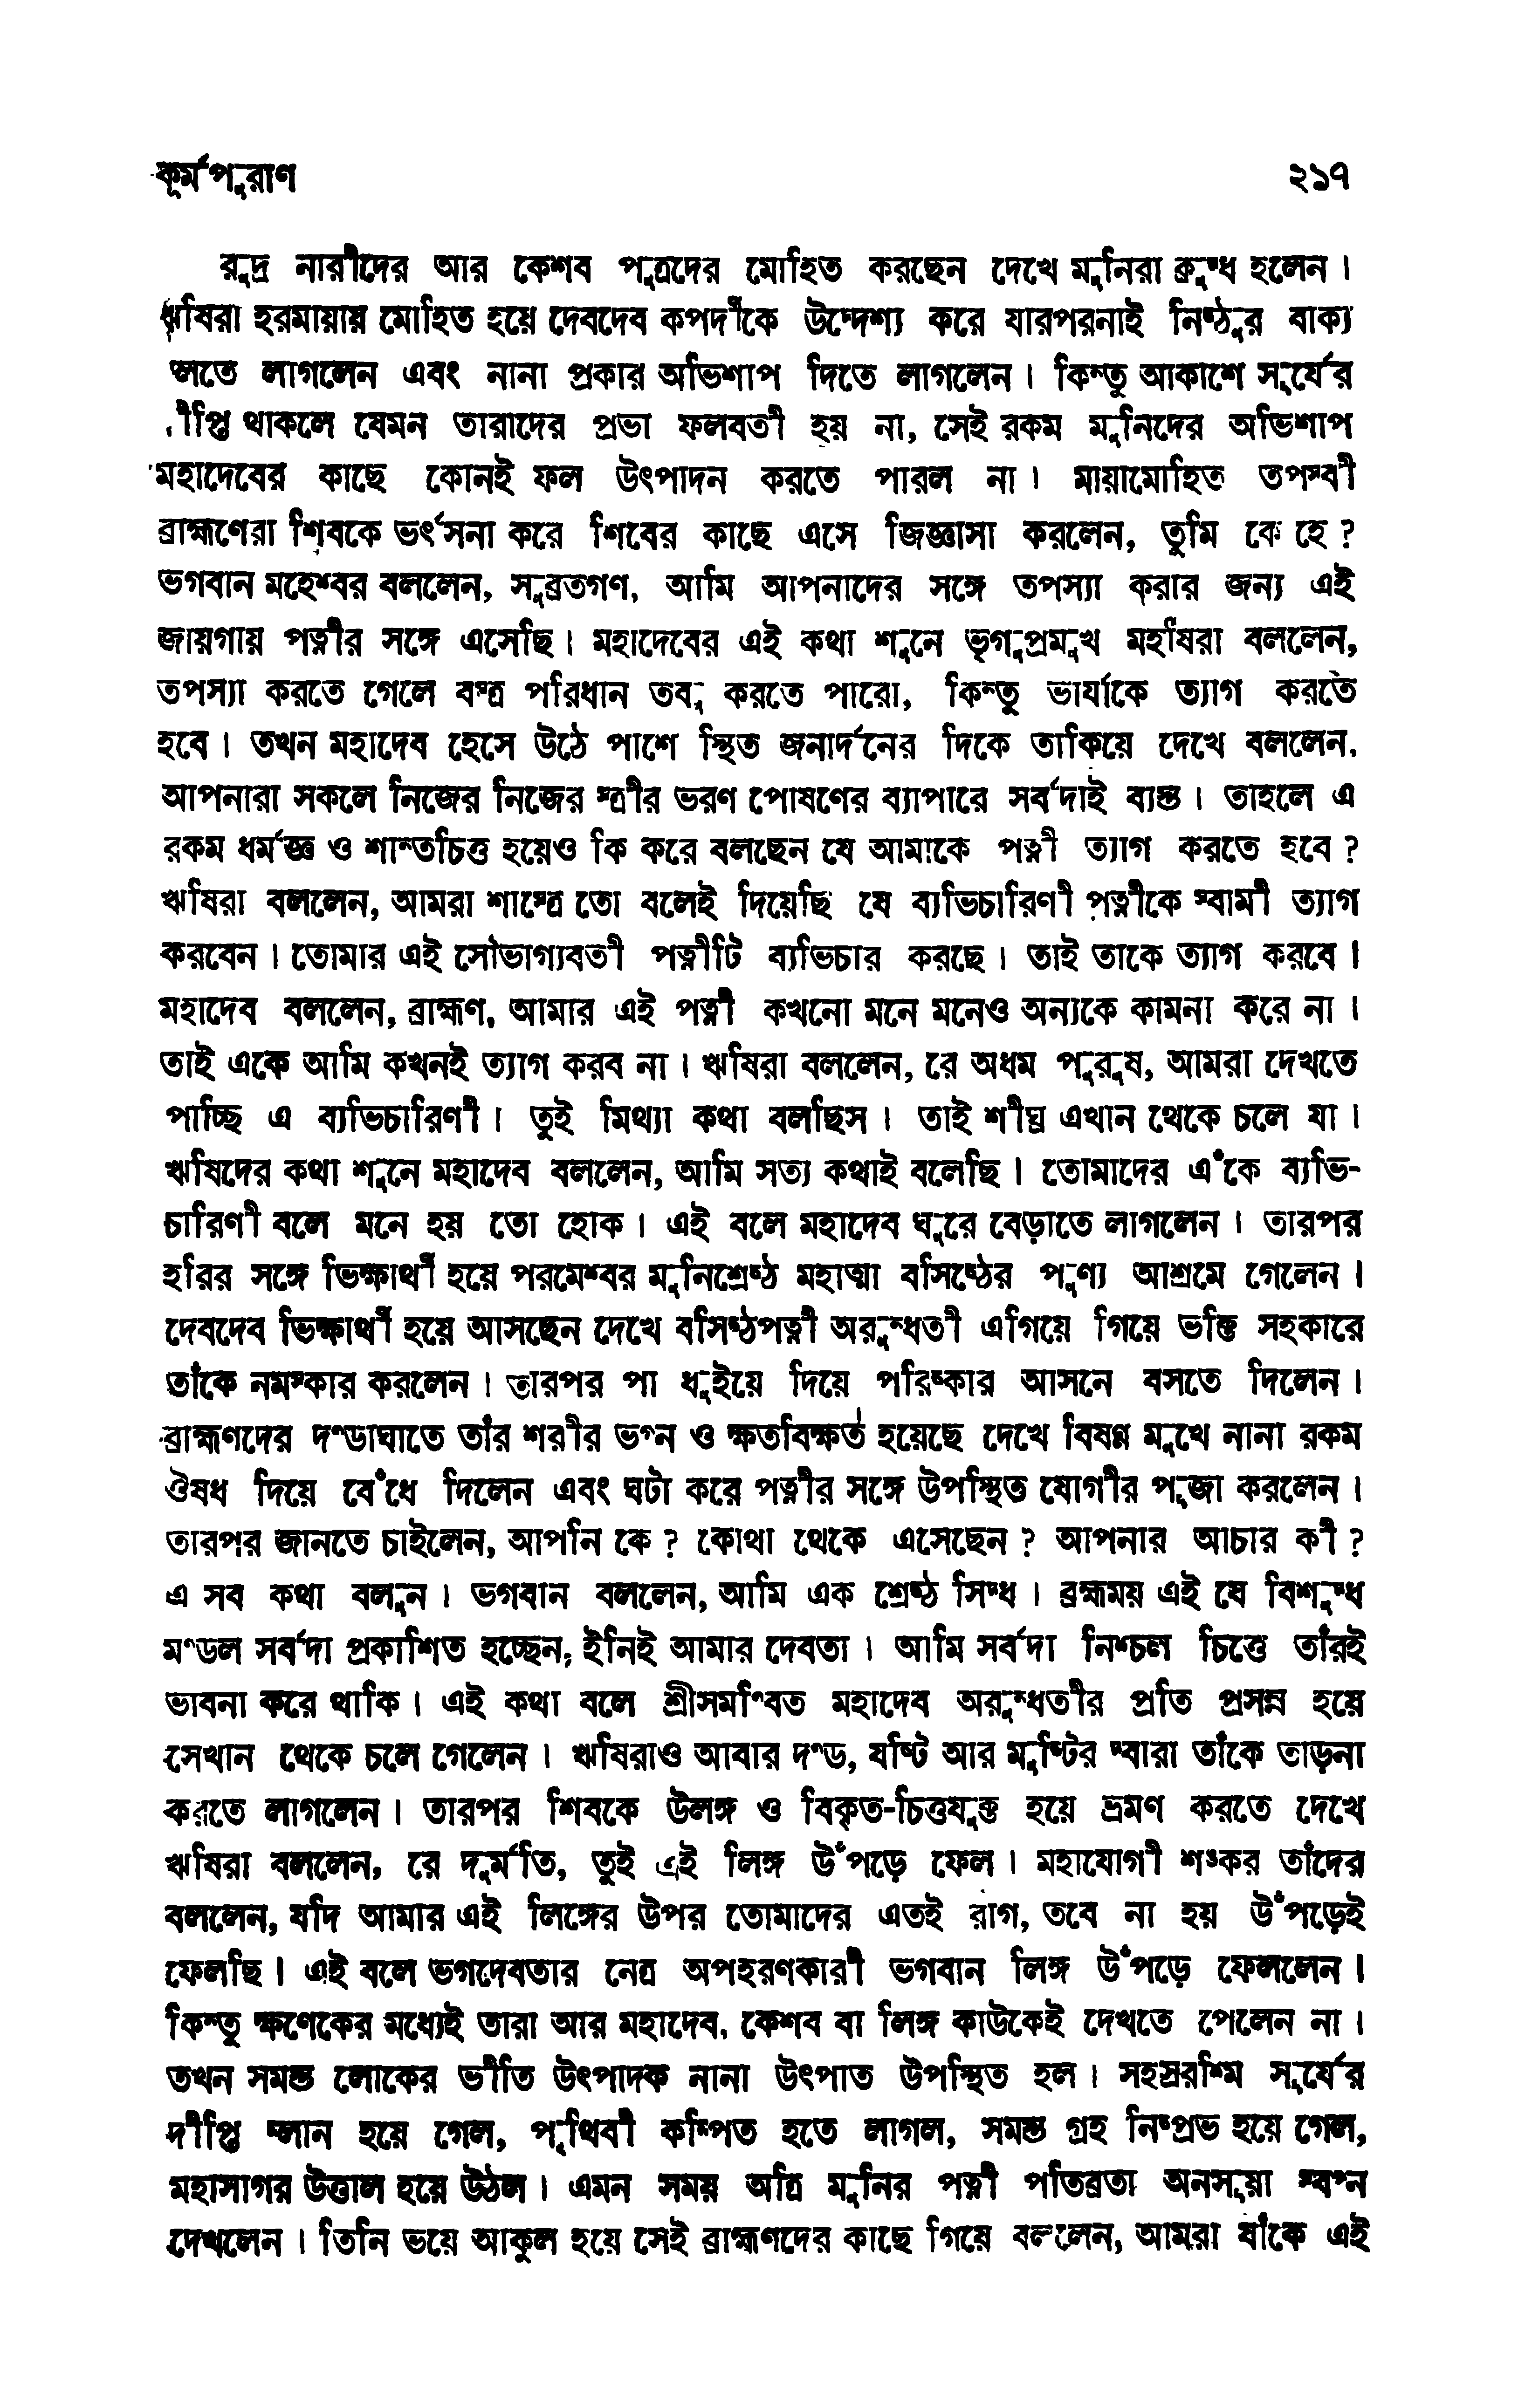 কূর্মপুরাণ ২১৭
রুদ্র নারীদের আর কেশব পুত্রদের মোহিত করছেন দেখে মুনিরা ক্রুদ্ধ হলেন ।
ঋষিরা হরমায়ায় মোহিত হয়ে দেবদেব কপর্দীকে উদ্দেশ্য করে যারপরনাই নিষ্ঠুর বাক্য
লতে লাগলেন এবং নানা প্রকার অভিশাপ দিতে লাগলেন । কিন্তু আকাশে সূর্যের
ীপ্তি থাকলে যেমন তারাদের প্রভা ফলবতী হয় না, সেই রকম মুনিদের অভিশাপ
মহাদেবের কাছে কোনই ফল উৎপাদন করতে পারল না । মায়ামোহিত তপস্বী
ব্রাহ্মণেরা শিবকে ভর্ৎসনা করে শিবের কাছে এসে জিজ্ঞাসা করলেন, তুমি কে হে ?
ভগবান মহেশ্বর বললেন, সুব্রতগণ, আমি আপনাদের সঙ্গে তপস্যা করার জন্য এই
জায়গায় পত্নীর সঙ্গে এসেছি । মহাদেবের এই কথা শুনে ভৃগুপ্রমুখ মহর্ষিরা বললেন,
তপস্যা করতে গেলে বস্ত্র পরিধান তবু করতে পারো, কিন্তু ভার্যাকে ত্যাগ করতে
হবে । তখন মহাদেব হেসে উঠে পাশে স্থিত জনার্দনের দিকে তাকিয়ে দেখে বললেন,
আপনারা সকলে নিজের নিজের স্ত্রীর ভরণ পোষণের ব্যাপারে সর্বদাই ব্যস্ত । তাহলে এ
রকম ধর্মজ্ঞ ও শান্তচিত্ত হয়েও কি করে বলছেন যে আমাকে পত্নী ত্যাগ করতে হবে ?
ঋষিরা বললেন, আমরা শাস্ত্রে তো বলেই দিয়েছি যে ব্যভিচারিণী পত্নীকে স্বামী ত্যাগ
করবেন । তোমার এই সৌভাগ্যবতী পত্নীটি ব্যভিচার করছে । তাই তাকে ত্যাগ করবে ।
মহাদেব বললেন, ব্রাহ্মণ, আমার এই পত্নী কখনো মনে মনেও অন্যকে কামনা করে না ।
তাই একে আমি কখনই ত্যাগ করব না । ঋষিরা বললেন, রে অধম পুরুষ, আমরা দেখতে
পাচ্ছি এ ব্যভিচারিণী । তুই মিথ্যা কথা বলছিস । তাই শীঘ্র এখান থেকে চলে যা ।
ঋষিদের কথা শুনে মহাদেব বললেন, আমি সত্য কথাই বলেছি । তোমাদের এঁকে ব্যভি-
চারিণী বলে মনে হয় তো হোক । এই বলে মহাদেব ঘুরে বেড়াতে লাগলেন । তারপর
হরির সঙ্গে ভিক্ষার্থী হয়ে পরমেশ্বর মুনিশ্রেষ্ঠ মহাত্মা বসিষ্ঠের পুণ্য আশ্রমে গেলেন ।
দেবদেব ভিক্ষার্থী হয়ে আসছেন দেখে বসিষ্ঠপত্নী অরুন্ধতী এগিয়ে গিয়ে ভক্তি সহকারে
তাঁকে নমস্কার করলেন । তারপর পা ধুইয়ে দিয়ে পরিষ্কার আসনে বসতে দিলেন ।
ব্রাহ্মণদের দণ্ডাঘাতে তাঁর শরীর ভগ্ন ও ক্ষতবিক্ষত হয়েছে দেখে বিষণ্ণ মুখে নানা রকম
ঔষধ দিয়ে বেঁধে দিলেন এবং ঘটা করে পত্নীর সঙ্গে উপস্থিত যোগীর পূজা করলেন ।
তারপর জানতে চাইলেন, আপনি কে ? কোথা থেকে এসেছেন ? আপনার আচার কী ?
এ সব কথা বলুন । ভগবান বললেন, আমি এক শ্রেষ্ঠ সিদ্ধ । ব্রহ্মময় এই যে বিশুদ্ধ
মণ্ডল সর্বদা প্রকাশিত হচ্ছেন, ইনিই আমার দেবতা । আমি সর্বদা নিশ্চল চিত্তে তাঁরই
ভাবনা করে থাকি । এই কথা বলে শ্রীসমণ্বিত মহাদেব অরুন্ধতীর প্রতি প্রসন্ন হয়ে
সেখান থেকে চলে গেলেন । ঋষিরাও আবার দণ্ড, যষ্টি আর মুষ্টির দ্বারা তাঁকে তাড়না
করতে লাগলেন । তারপর শিবকে উলঙ্গ ও বিকৃত-চিত্তযুক্ত হয়ে ভ্রমণ করতে দেখে
ঋষিরা বললেন, রে দুর্মতি, তুই এই লিঙ্গ উঁপড়ে ফেল । মহাযোগী শঙ্কর তাঁদের
বললেন, যদি আমার এই লিঙ্গের উপর তোমাদের এতই রাগ, তবে না হয় উঁপড়েই
ফেলছি । এই বলে ভগদেবতার নেত্র অপহরণকারী ভগবান লিঙ্গ উঁপড়ে ফেললেন ।
কিন্তু ক্ষণেকের মধ্যেই তারা আর মহাদেব, কেশব বা লিঙ্গ কাউকেই দেখতে পেলেন না ।
তখন সমস্ত লোকের ভীতি উৎপাদক নানা উৎপাত উপস্থিত হল । সহস্ররশ্মি সূর্যের
দীপ্তি ম্লান হয়ে গেল, পৃথিবী কম্পিত হতে লাগল, সমস্ত গ্রহ নিষ্প্রভ হয়ে গেল,
মহাসাগর উত্তাল হয়ে উঠল । এমন সময় অত্রি মুনির পত্নী পতিব্রতা অনসূয়া স্বপ্ন
দেখলেন । তিনি ভয়ে আকুল হয়ে সেই ব্রাহ্মণদের কাছে গিয়ে বললেন, আমরা যাঁকে এই